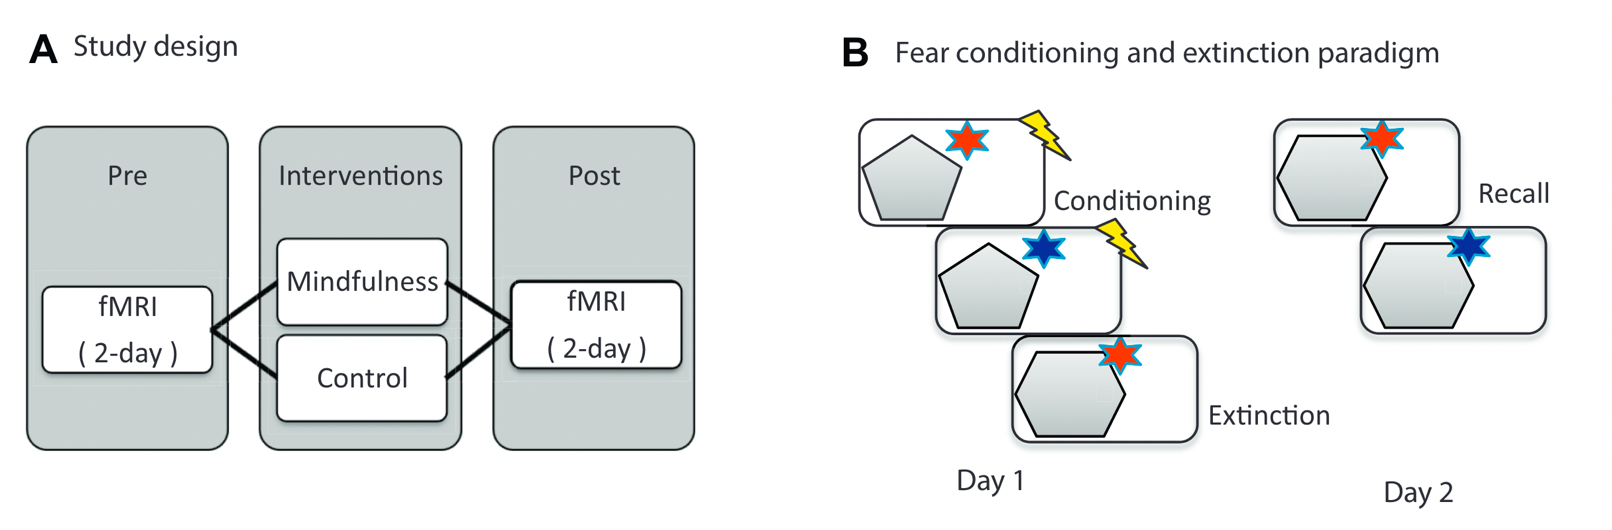 A Study design
Pre
Interventions
Post
fMRI
( 2-day )
Mindfulness
Control
fMRI
( 2-day )
B Fear conditioning and extinction paradigm
Conditioning
Extinction
Day 1
Recall
Day 2